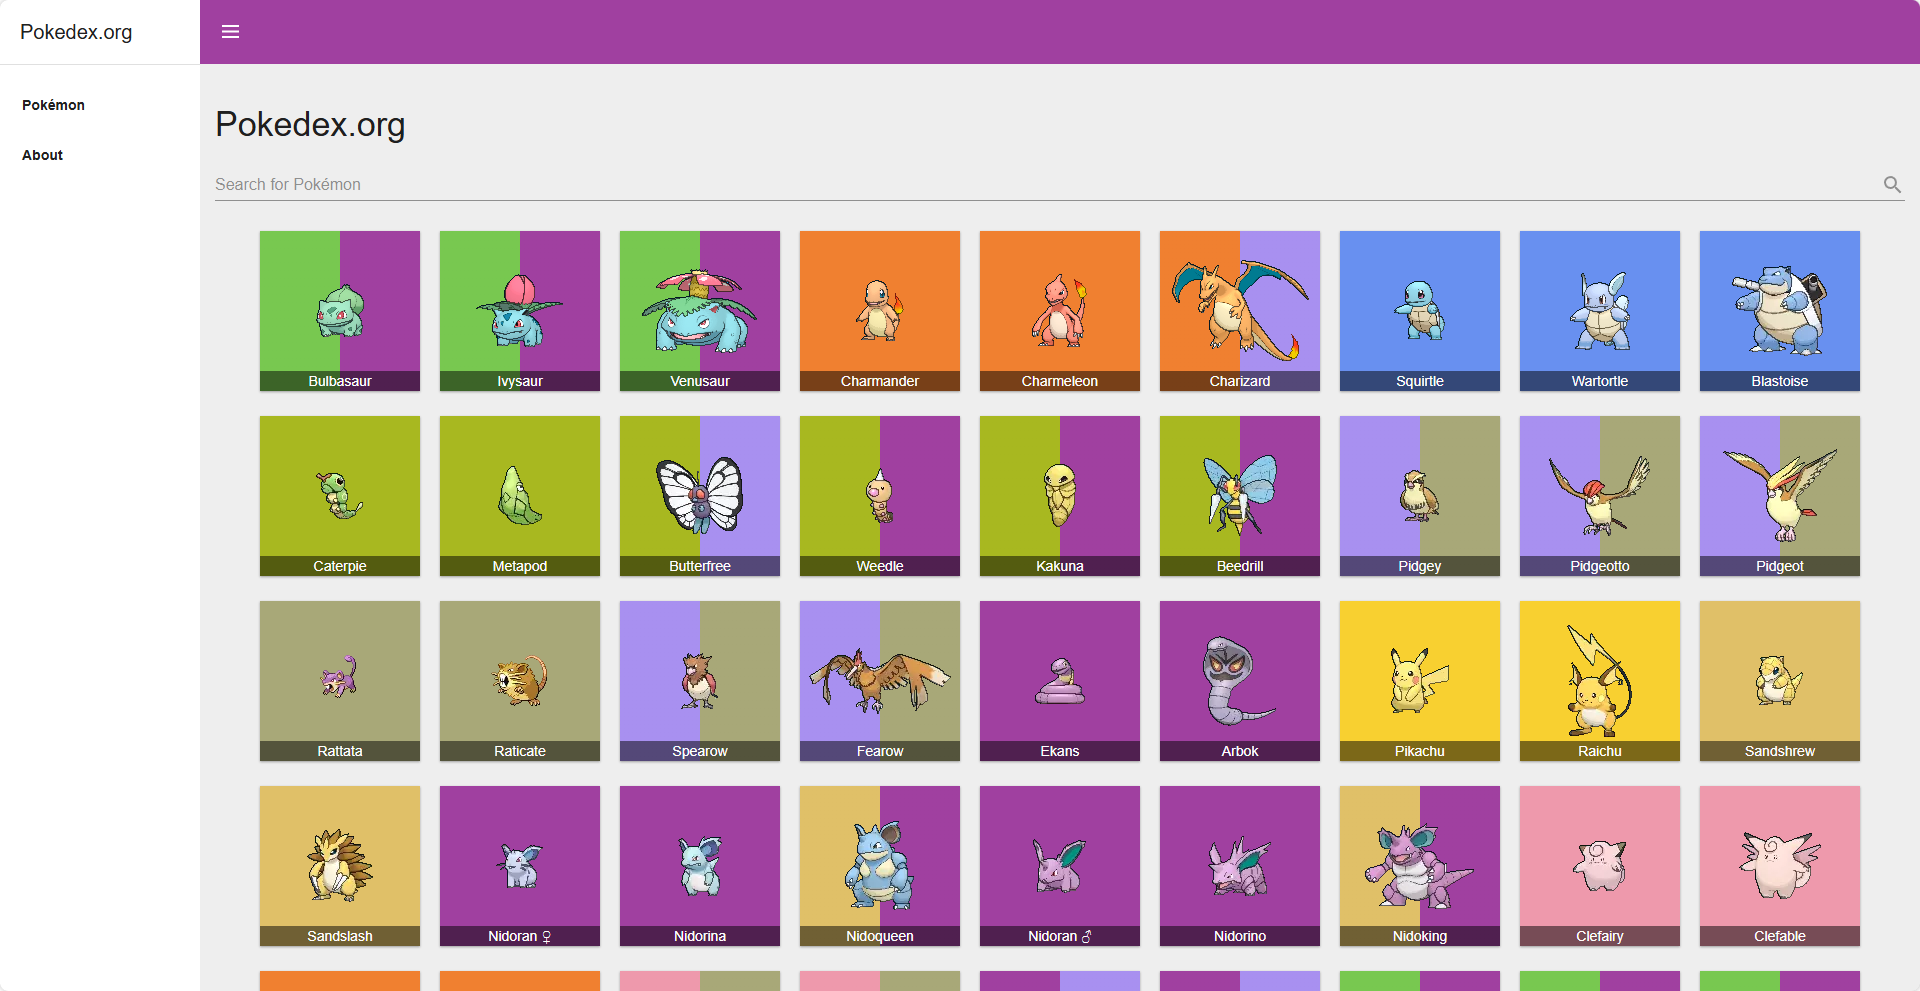 Pokedex.org
Pokémon
About
Pokedex.org
Search for Pokémon
Bulbasaur
Ivysaur
Venusaur
Charmander
Charmeleon
Charizard
Squirtle
Wartortle
Blastoise
Caterpie
Metapod
Butterfree
Weedle
Kakuna
Beedrill
Pidgey
Pidgeotto
Pidgeot
Rattata
Raticate
Spearow
Fearow
Ekans
Arbok
Pikachu
Raichu
Sandshrew
Sandslash
Nidoran ♀
Nidorina
Nidoqueen
Nidoran ♂
Nidorino
Nidoking
Clefairy
Clefable